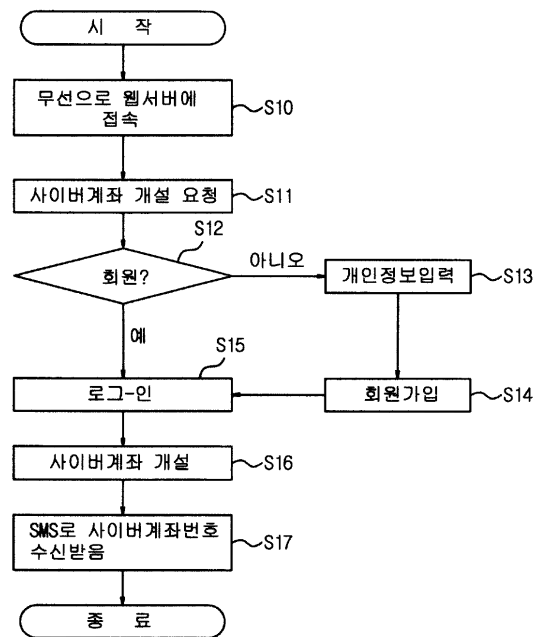 시 작
무선으로 웹서버에
접속
S10
사이버계좌 개설 요청
S11
S12
회원?
아니오
개인정보입력
S13
예
S15
로그-인
회원가입
S14
사이버계좌 개설
S16
SMS로 사이버계좌번호
수신받음
S17
종 료